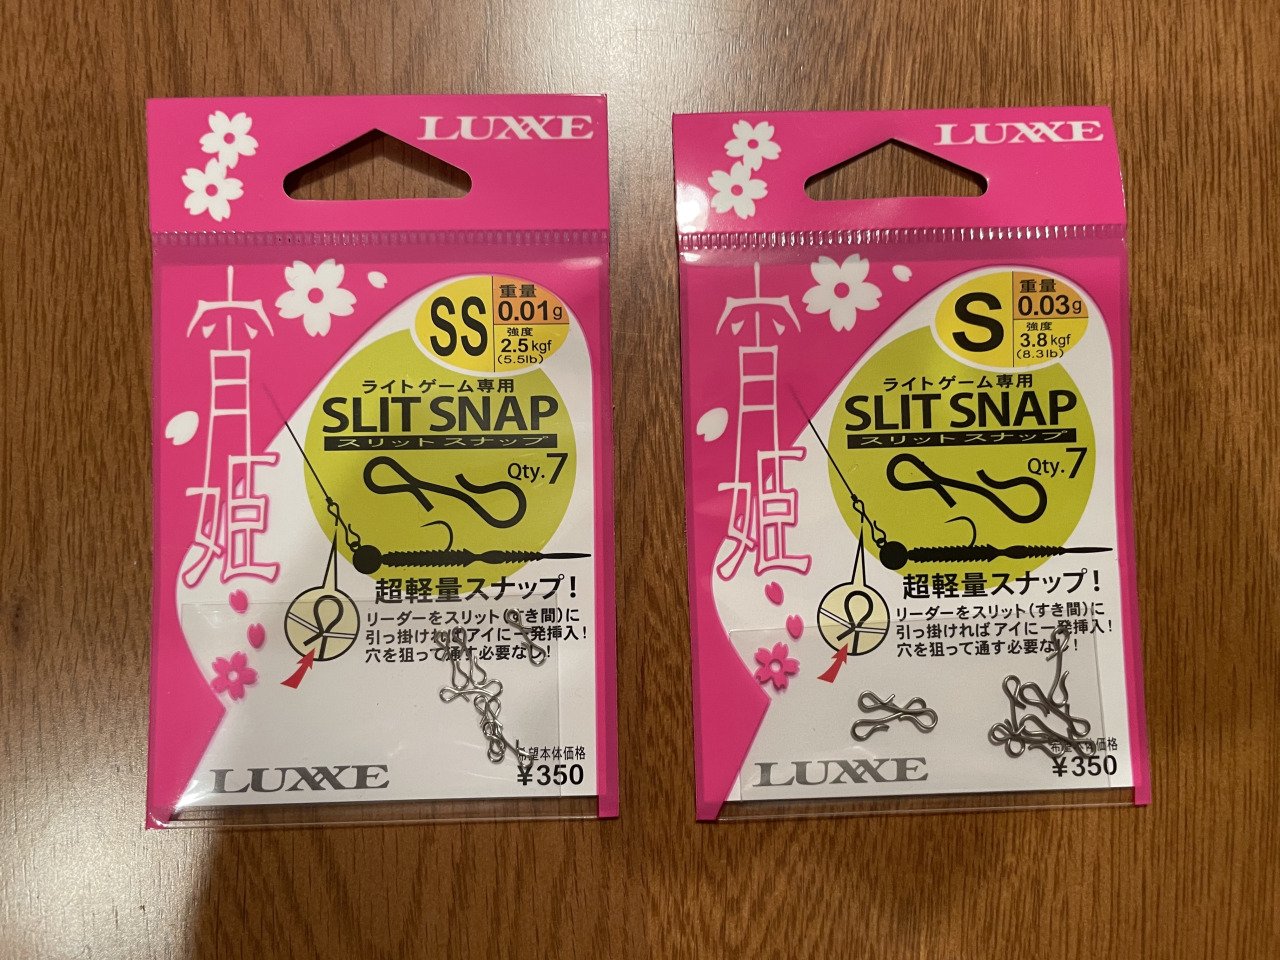 LUXXE
宵姫
SS
重量
0.01g
強度
2.5kgf
(5.5lb)
ライトゲーム専用
SLIT SNAP
スリットスナップ
Qty.7
超軽量スナップ!
リーダーをスリット(すき間)に
引っ掛ければアイに一発挿入!
穴を狙って通す必要なし!
希望本体価格
¥350
LUXXE
LUXXE
宵姫
S
重量
0.03g
強度
3.8kgf
(8.3lb)
ライトゲーム専用
SLIT SNAP
スリットスナップ
Qty.7
超軽量スナップ!
リーダーをスリット(すき間)に
引っ掛ければアイに一発挿入!
穴を狙って通す必要なし!
希望本体価格
¥350
LUXXE